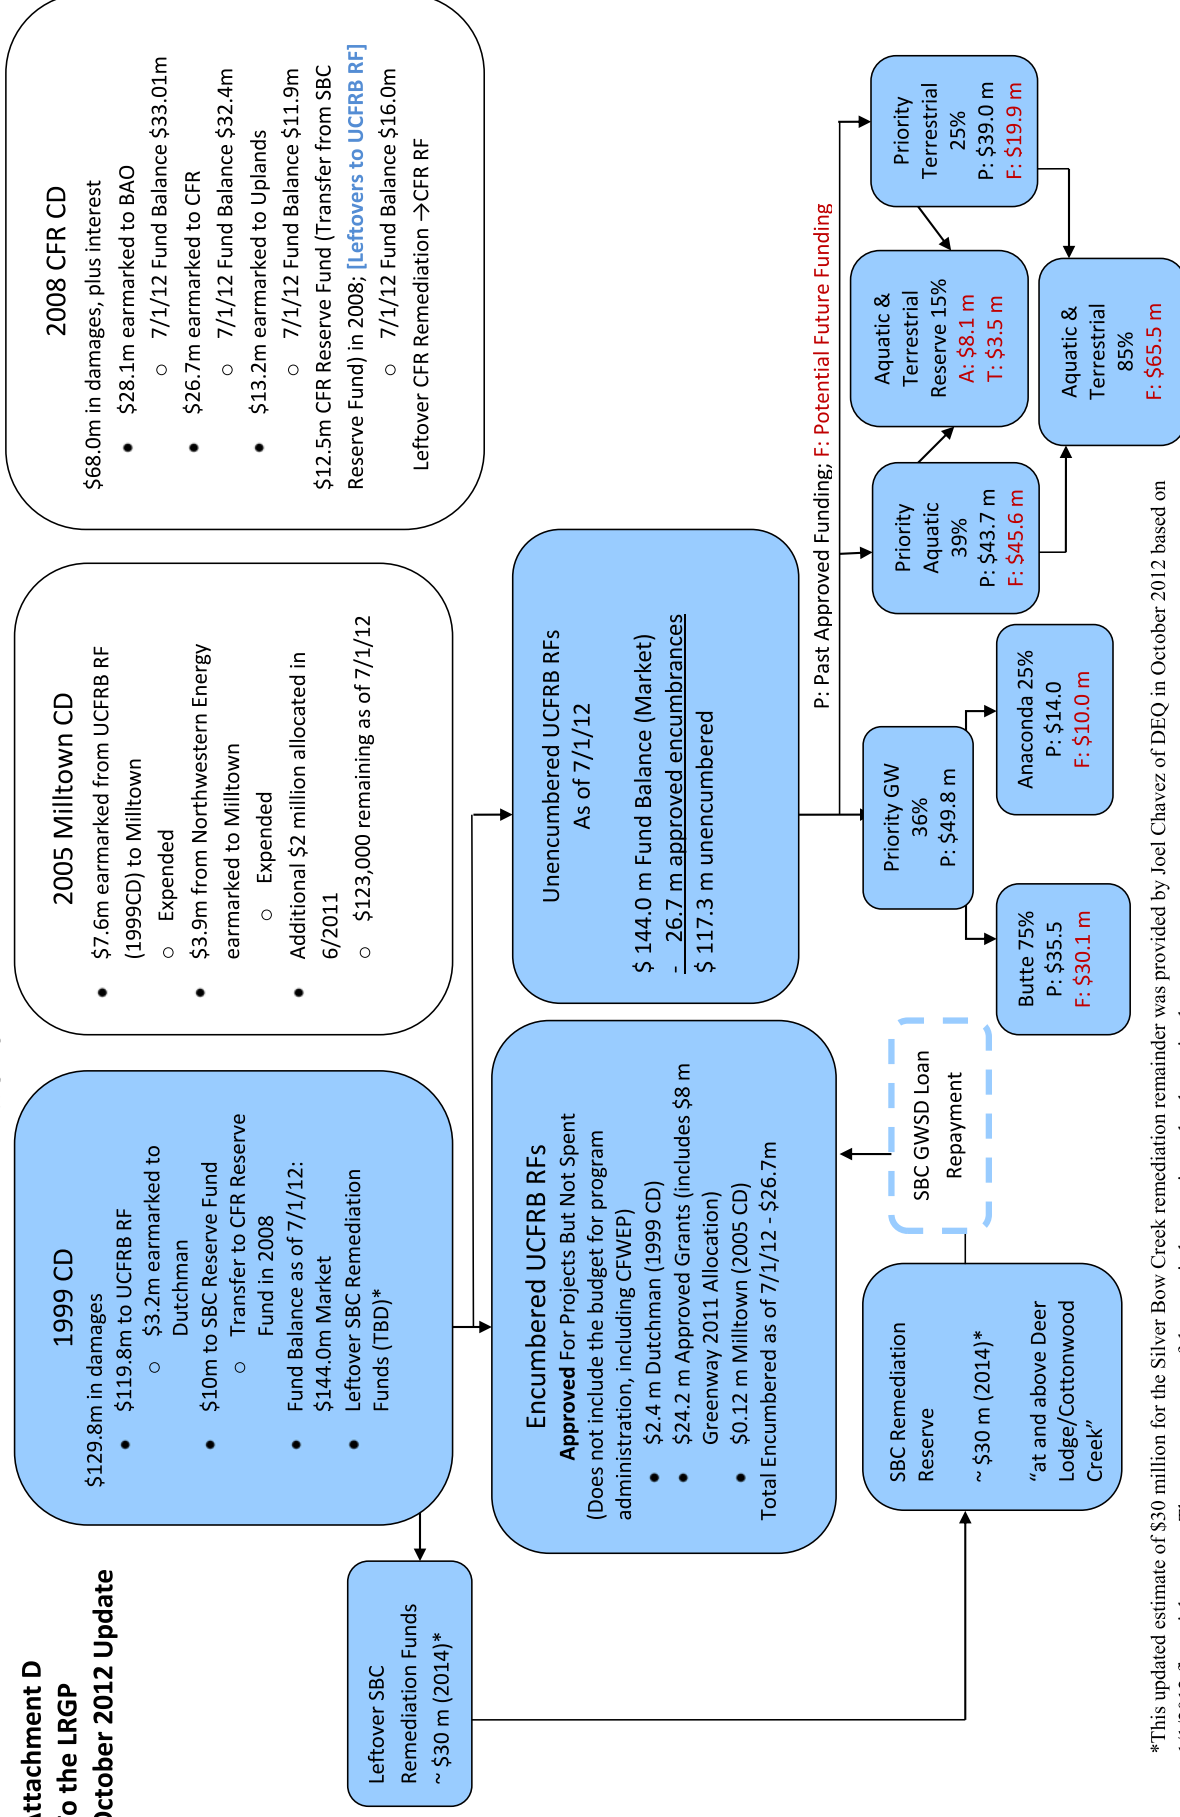 Attachment D
To the LRGP
October 2012 Update
1999 CD
$129.8m in damages
• $119.8m to UCFRB RF
○ $3.2m earmarked to
Dutchman
• $10m to SBC Reserve Fund
○ Transfer to CFR Reserve
Fund in 2008
• Fund Balance as of 7/1/12:
$144.0m Market
• Leftover SBC Remediation
Funds (TBD)*
2005 Milltown CD
• $7.6m earmarked from UCFRB RF
(1999CD) to Milltown
○ Expended
• $3.9m from Northwestern Energy
earmarked to Milltown
○ Expended
• Additional $2 million allocated in
6/2011
○ $123,000 remaining as of 7/1/12
2008 CFR CD
$68.0m in damages, plus interest
• $28.1m earmarked to BAO
○ 7/1/12 Fund Balance $33.01m
• $26.7m earmarked to CFR
○ 7/1/12 Fund Balance $32.4m
• $13.2m earmarked to Uplands
○ 7/1/12 Fund Balance $11.9m
$12.5m CFR Reserve Fund (Transfer from SBC
Reserve Fund) in 2008; [Leftovers to UCFRB RF]
○ 7/1/12 Fund Balance $16.0m
Leftover CFR Remediation →CFR RF
Leftover SBC
Remediation Funds
~ $30 m (2014)*
Encumbered UCFRB RFs
Approved For Projects But Not Spent
(Does not include the budget for program
administration, including CFWEP)
• $2.4 m Dutchman (1999 CD)
• $24.2 m Approved Grants (includes $8 m
Greenway 2011 Allocation)
• $0.12 m Milltown (2005 CD)
Total Encumbered as of 7/1/12 - $26.7m
Unencumbered UCFRB RFs
As of 7/1/12
$ 144.0 m Fund Balance (Market)
- 26.7 m approved encumbrances
$ 117.3 m unencumbered
P: Past Approved Funding; F: Potential Future Funding
SBC Remediation
Reserve
~ $30 m (2014)*
“at and above Deer
Lodge/Cottonwood
Creek”
SBC GWSD Loan
Repayment
Priority GW
36%
P: $49.8 m
Butte 75%
P: $35.5
F: $30.1 m
Anaconda 25%
P: $14.0
F: $10.0 m
Priority
Aquatic
39%
P: $43.7 m
F: $45.6 m
Aquatic &
Terrestrial
Reserve 15%
A: $8.1 m
T: $3.5 m
Priority
Terrestrial
25%
P: $39.0 m
F: $19.9 m
Aquatic &
Terrestrial
85%
F: $65.5 m
*This updated estimate of $30 million for the Silver Bow Creek remediation remainder was provided by Joel Chavez of DEQ in October 2012 based on